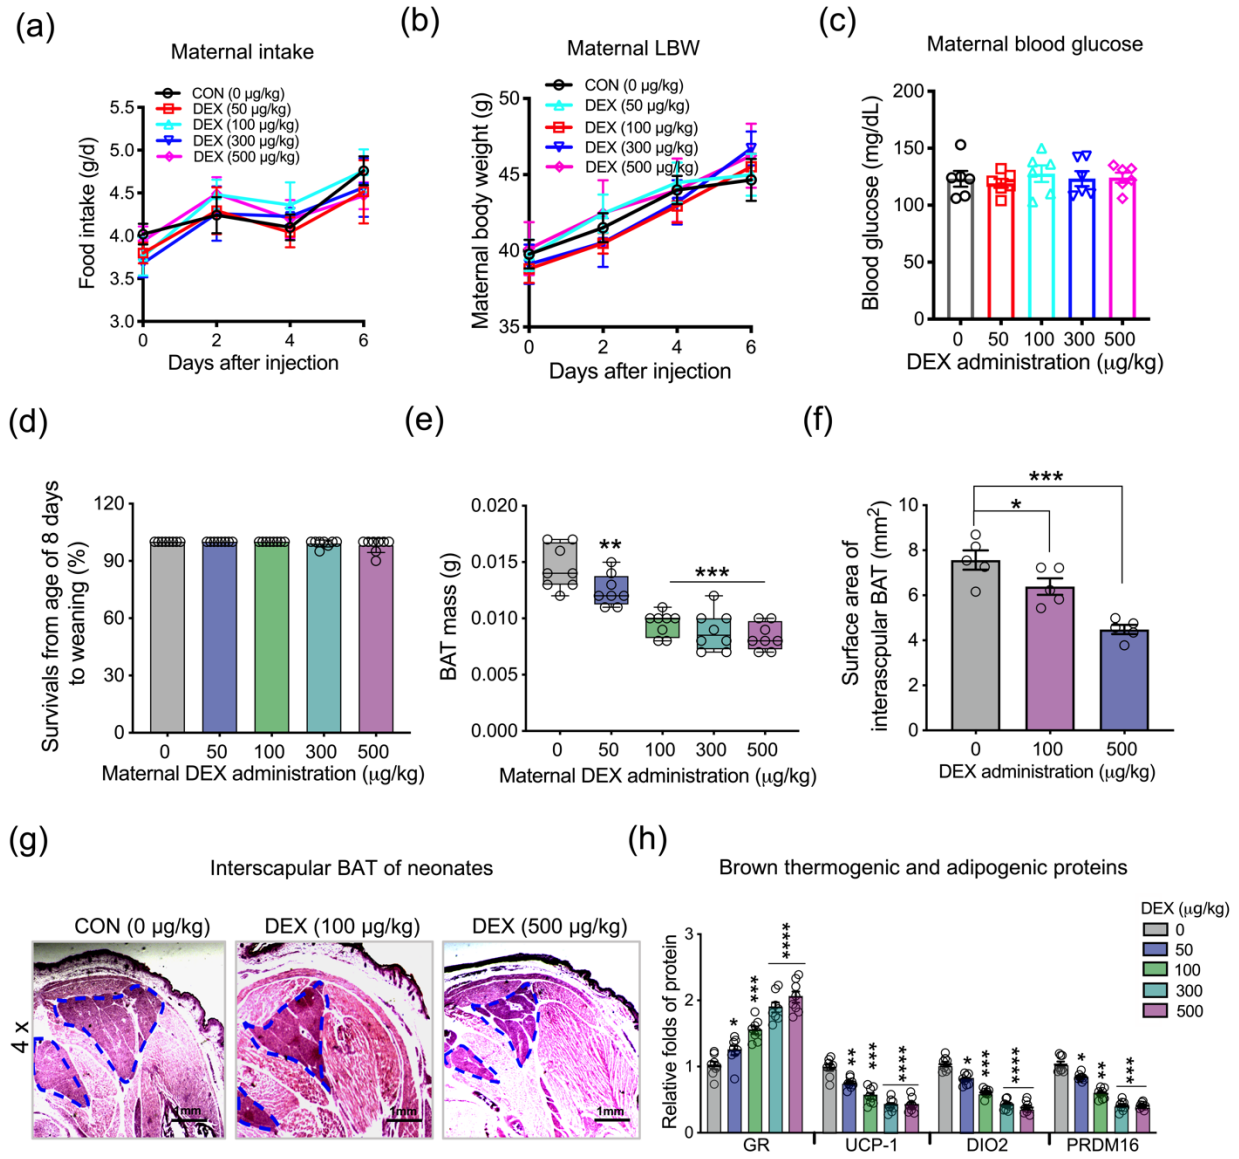 (a)
Maternal intake
CON (0 µg/kg)
DEX (50 µg/kg)
DEX (100 µg/kg)
DEX (300 µg/kg)
DEX (500 µg/kg)
Food intake (g/d)
5.5
5.0
4.5
4.0
3.5
3.0
0 2 4 6
Days after injection
(b)
Maternal LBW
CON (0 µg/kg)
DEX (50 µg/kg)
DEX (100 µg/kg)
DEX (300 µg/kg)
DEX (500 µg/kg)
Maternal body weight (g)
50
45
40
35
0 2 4 6
Days after injection
(c)
Maternal blood glucose
Blood glucose (mg/dL)
200
150
100
50
0
0 50 100 300 500
DEX administration (µg/kg)
(d)
Survivals from age of 8 days
to weaning (%)
120
90
60
30
0
0 50 100 300 500
Maternal DEX administration (µg/kg)
(e)
BAT mass (g)
0.020
0.015
0.010
0.005
0.000
**
***
0 50 100 300 500
Maternal DEX administration (µg/kg)
(f)
Surface area of
interascpular BAT (mm²)
10
8
6
4
2
0
***
*
0 100 500
DEX administration (µg/kg)
(g)
Interscapular BAT of neonates
CON (0 µg/kg) DEX (100 µg/kg) DEX (500 µg/kg)
4 x
1mm 1mm 1mm
(h)
Brown thermogenic and adipogenic proteins
DEX (µg/kg)
0
50
100
300
500
Relative folds of protein
3
2
1
0
* *** ****
** *** ****
* *** ****
* ** ***
GR UCP-1 DIO2 PRDM16